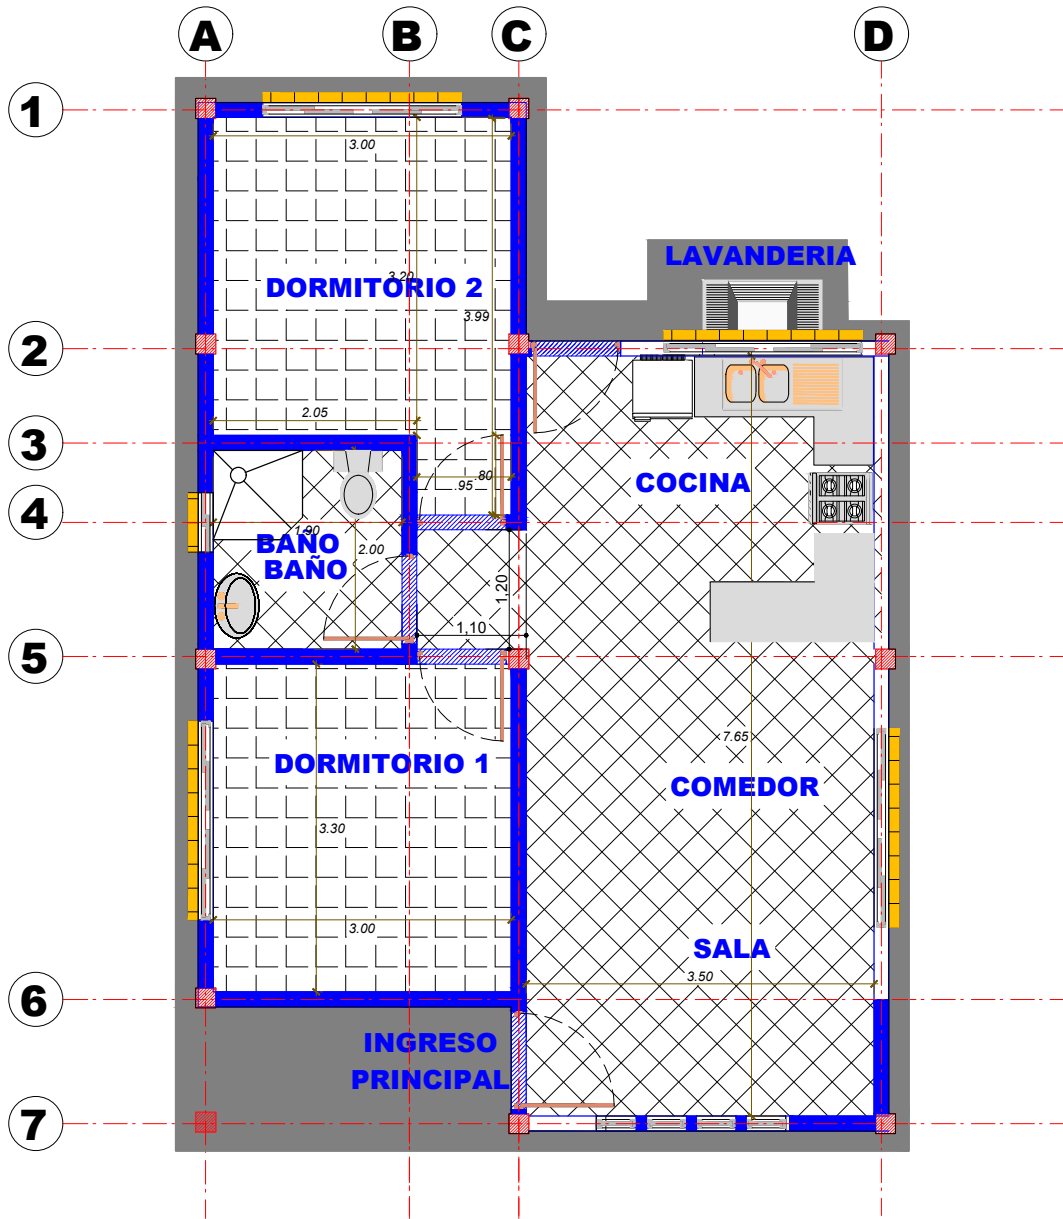 A B C D
1
3.00
LAVANDERIA
3.20
DORMITORIO 2
3.99
2
2.05
3
.80
.95
COCINA
4
1.90
BAÑO
2.00
BAÑO
1,20
1,10
5
7.65
DORMITORIO 1
COMEDOR
3.30
3.00
SALA
3.50
6
INGRESO
PRINCIPAL
7